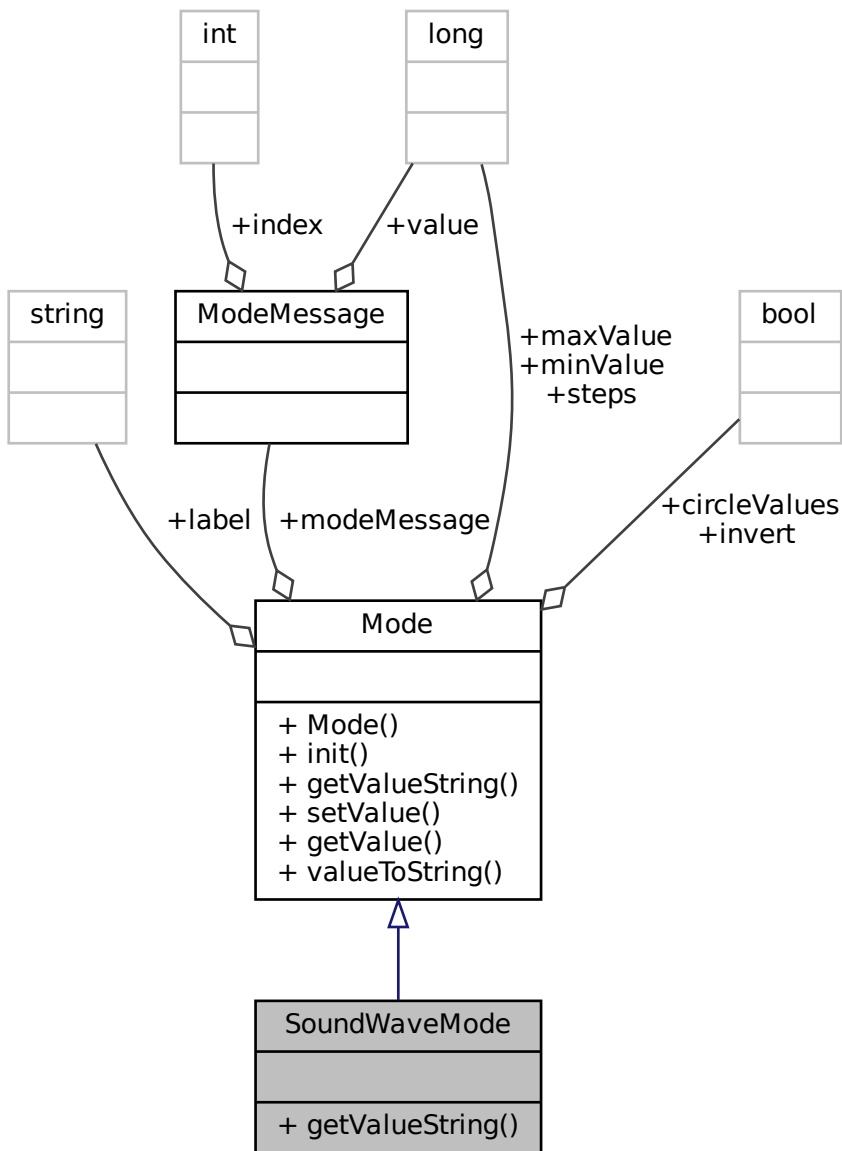 int
long
+index
+value
string
ModeMessage
bool
+maxValue
+minValue
+steps
+circleValues
+invert
+label
+modeMessage
Mode
+ Mode()
+ init()
+ getValueString()
+ setValue()
+ getValue()
+ valueToString()
SoundWaveMode
+ getValueString()